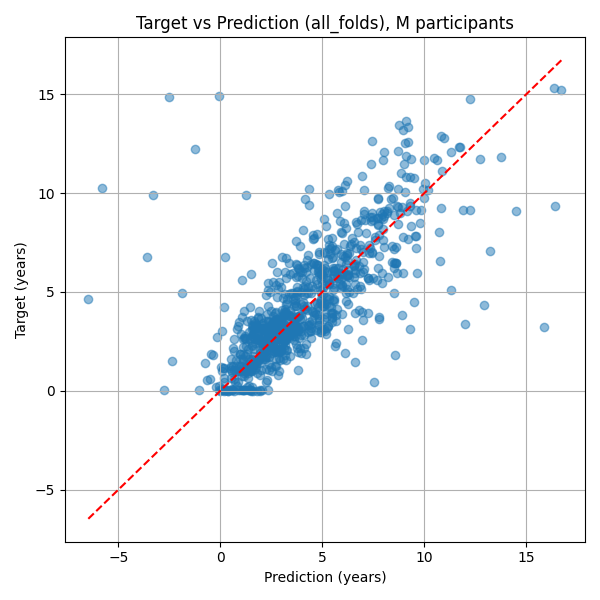 Target vs Prediction (all_folds), M participants
Target (years)
15
10
5
0
−5
−5 0 5 10 15
Prediction (years)